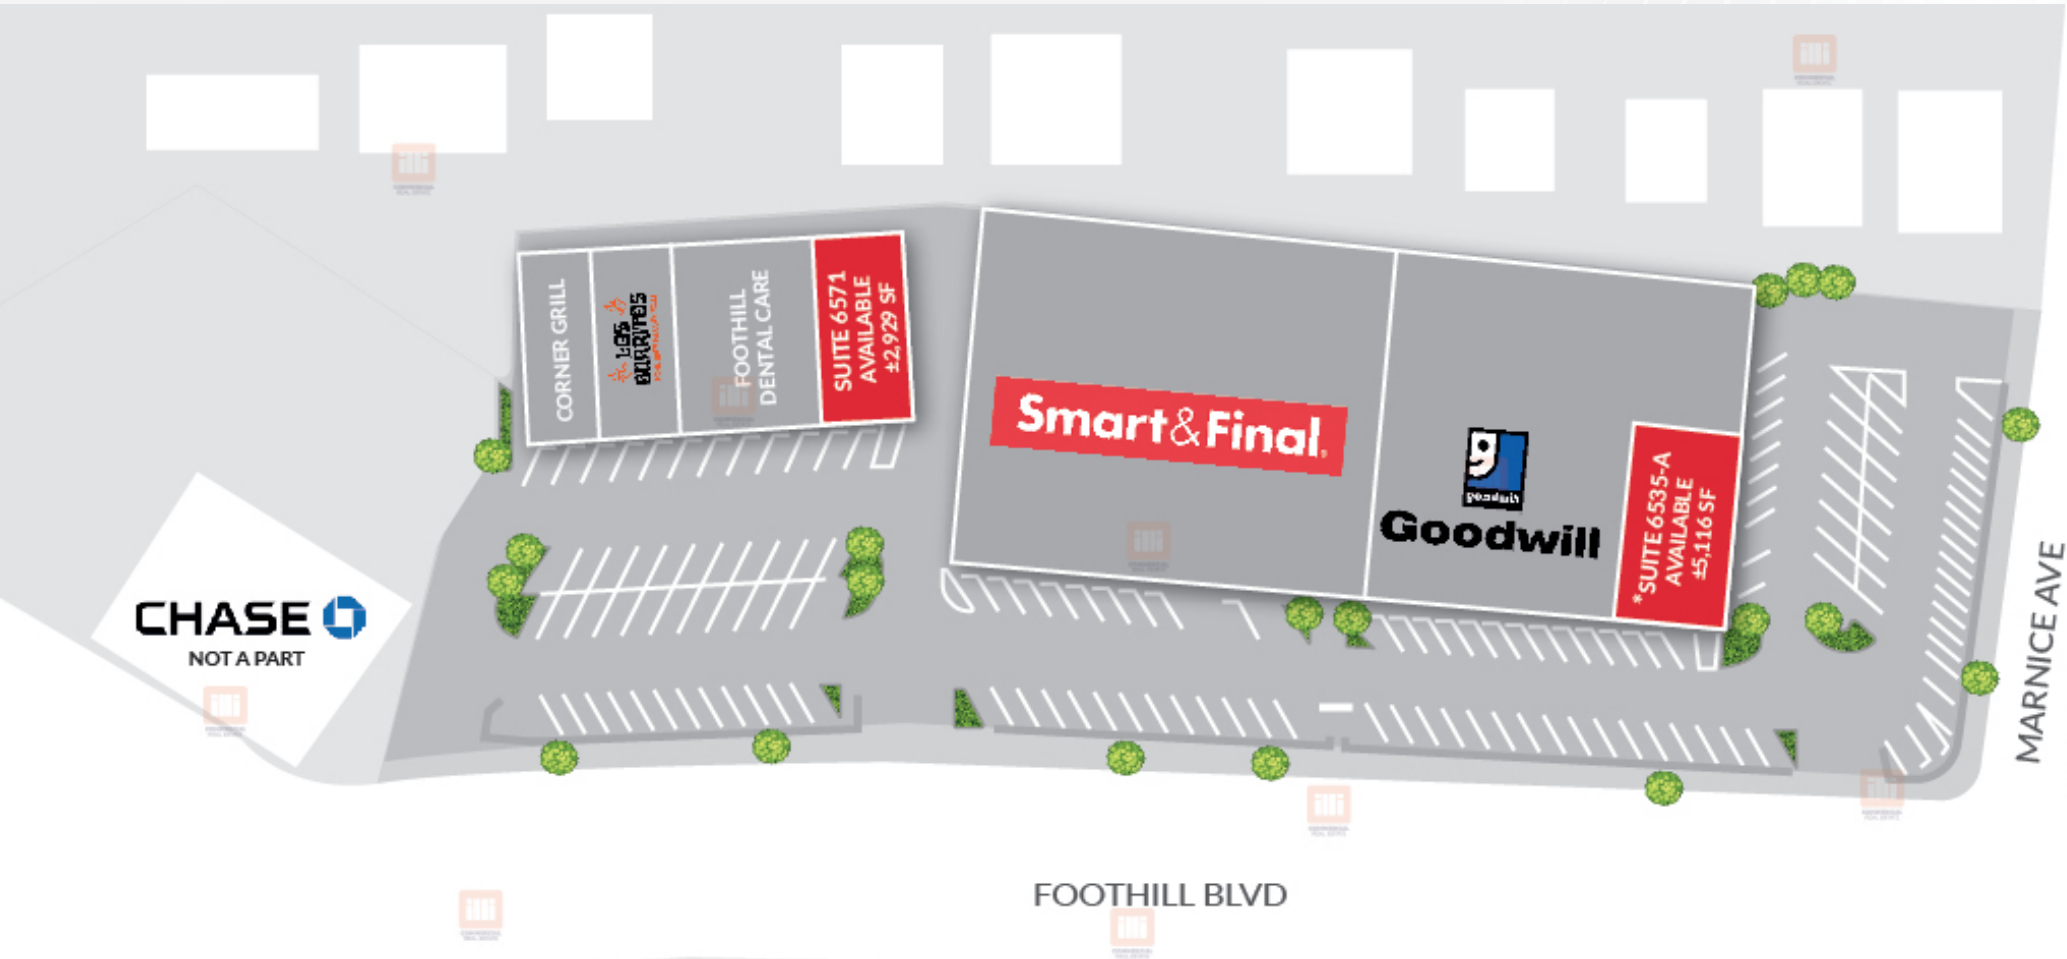 CORNER GRILL
LOS
BURRITOS
FOOTHILL
DENTAL CARE
SUITE 6571
AVAILABLE
±2,929 SF
Smart&Final.
goodwill
Goodwill
*SUITE 6535-A
AVAILABLE
±5,116 SF
CHASE
NOT A PART
MARNICE AVE
FOOTHILL BLVD